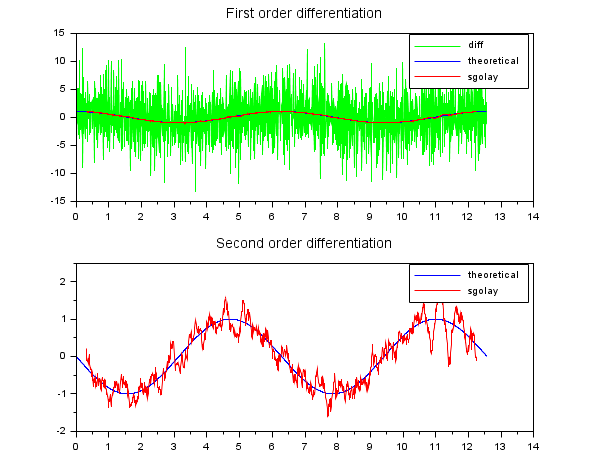 First order differentiation
15
10
5
0
-5
-10
-15
diff
theoretical
sgolay
0 1 2 3 4 5 6 7 8 9 10 11 12 13 14
Second order differentiation
2
1
0
-1
-2
theoretical
sgolay
0 1 2 3 4 5 6 7 8 9 10 11 12 13 14